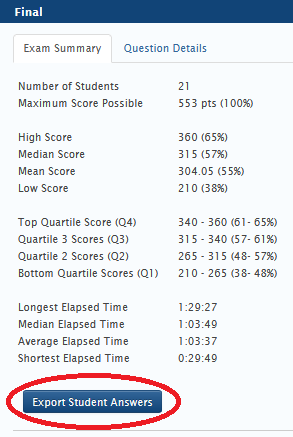 Final
Exam Summary Question Details
Number of Students 21
Maximum Score Possible 553 pts (100%)
High Score 360 (65%)
Median Score 315 (57%)
Mean Score 304.05 (55%)
Low Score 210 (38%)
Top Quartile Score (Q4) 340 - 360 (61- 65%)
Quartile 3 Scores (Q3) 315 - 340 (57- 61%)
Quartile 2 Scores (Q2) 265 - 315 (48- 57%)
Bottom Quartile Scores (Q1) 210 - 265 (38- 48%)
Longest Elapsed Time 1:29:27
Median Elapsed Time 1:03:49
Average Elapsed Time 1:03:37
Shortest Elapsed Time 0:29:49
Export Student Answers